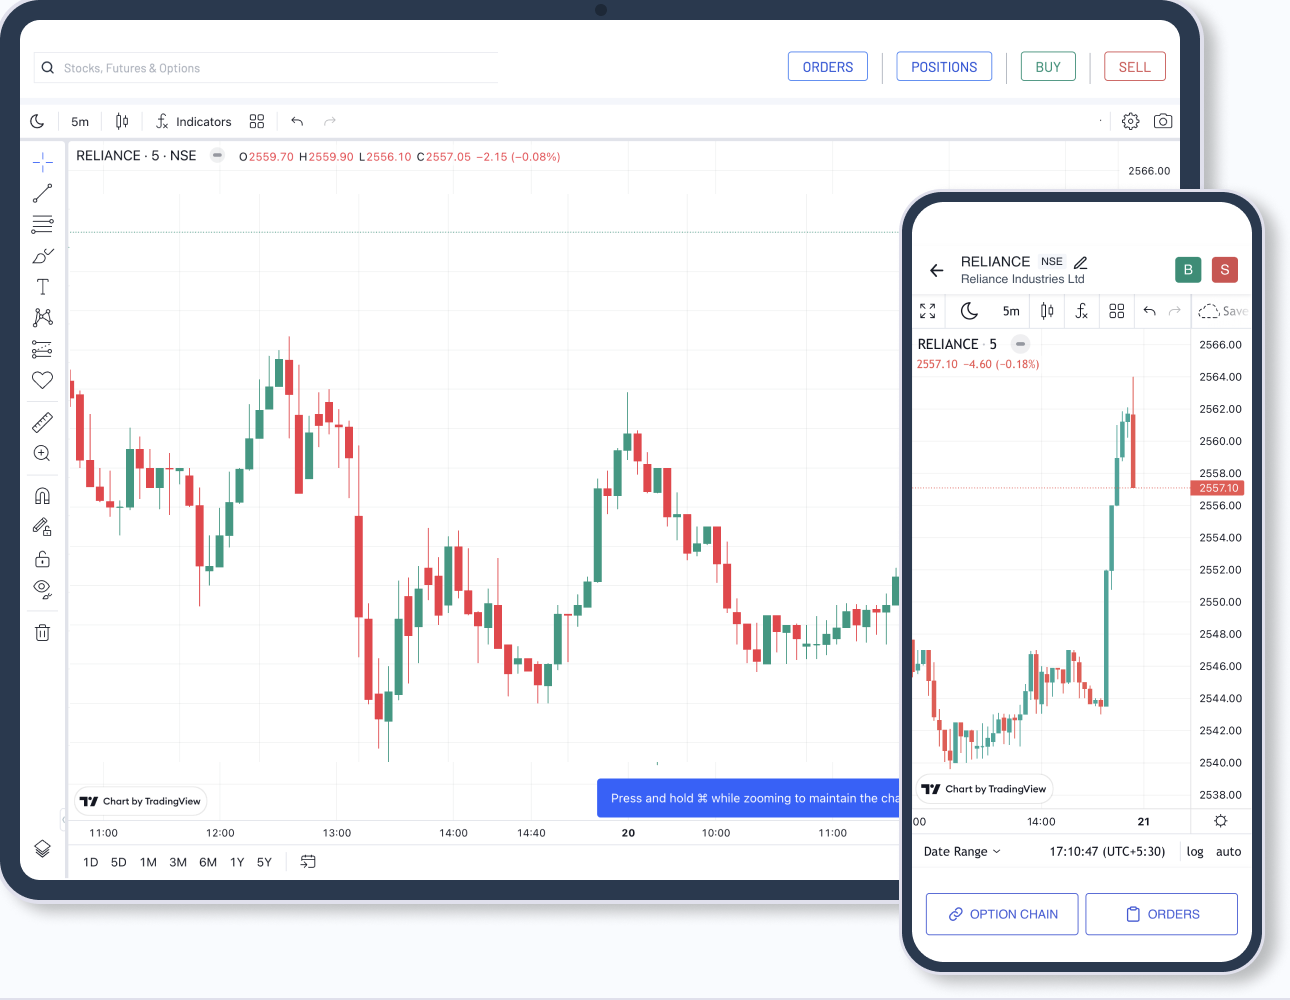 Stocks, Futures & Options
ORDERS
POSITIONS
BUY
SELL
5m
Indicators
RELIANCE · 5 · NSE
O2559.70 H2559.90 L2556.10 C2557.05 −2.15 (−0.08%)
2566.00
Chart by TradingView
Press and hold ⌘ while zooming to maintain the cha
11:00 12:00 13:00 14:00 14:40 20 10:00 11:00
1D 5D 1M 3M 6M 1Y 5Y
RELIANCE NSE
Reliance Industries Ltd
B
S
5m
Save
RELIANCE · 5
2557.10 −4.60 (−0.18%)
2566.00
2564.00
2562.00
2560.00
2558.00
2557.10
2556.00
2554.00
2552.00
2550.00
2548.00
2546.00
2544.00
2542.00
2540.00
2538.00
Chart by TradingView
00 14:00 21
Date Range 17:10:47 (UTC+5:30) log auto
OPTION CHAIN
ORDERS